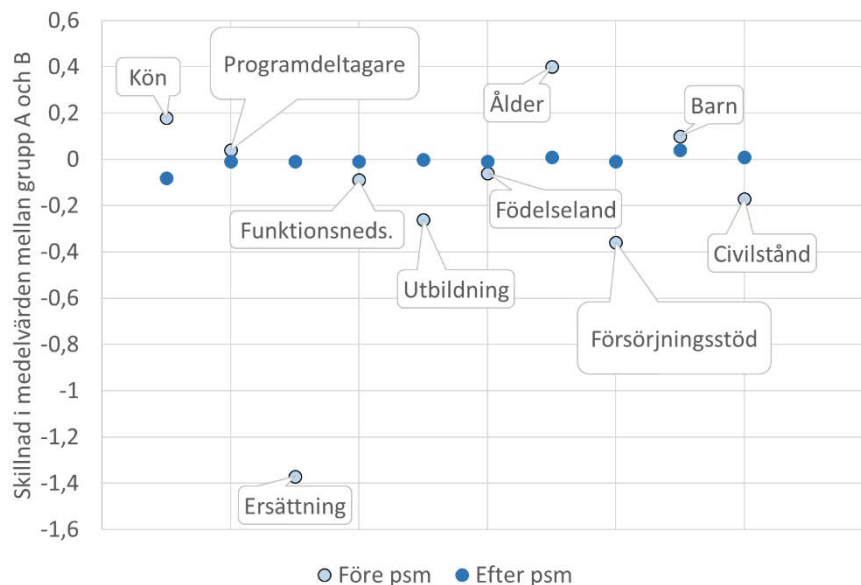 Skillnad i medelvärden mellan grupp A och B
0,6
0,4
0,2
0
-0,2
-0,4
-0,6
-0,8
-1
-1,2
-1,4
-1,6
Kön
Programdeltagare
Ersättning
Funktionsneds.
Utbildning
Födelseland
Ålder
Försörjningsstöd
Barn
Civilstånd
Före psm
Efter psm